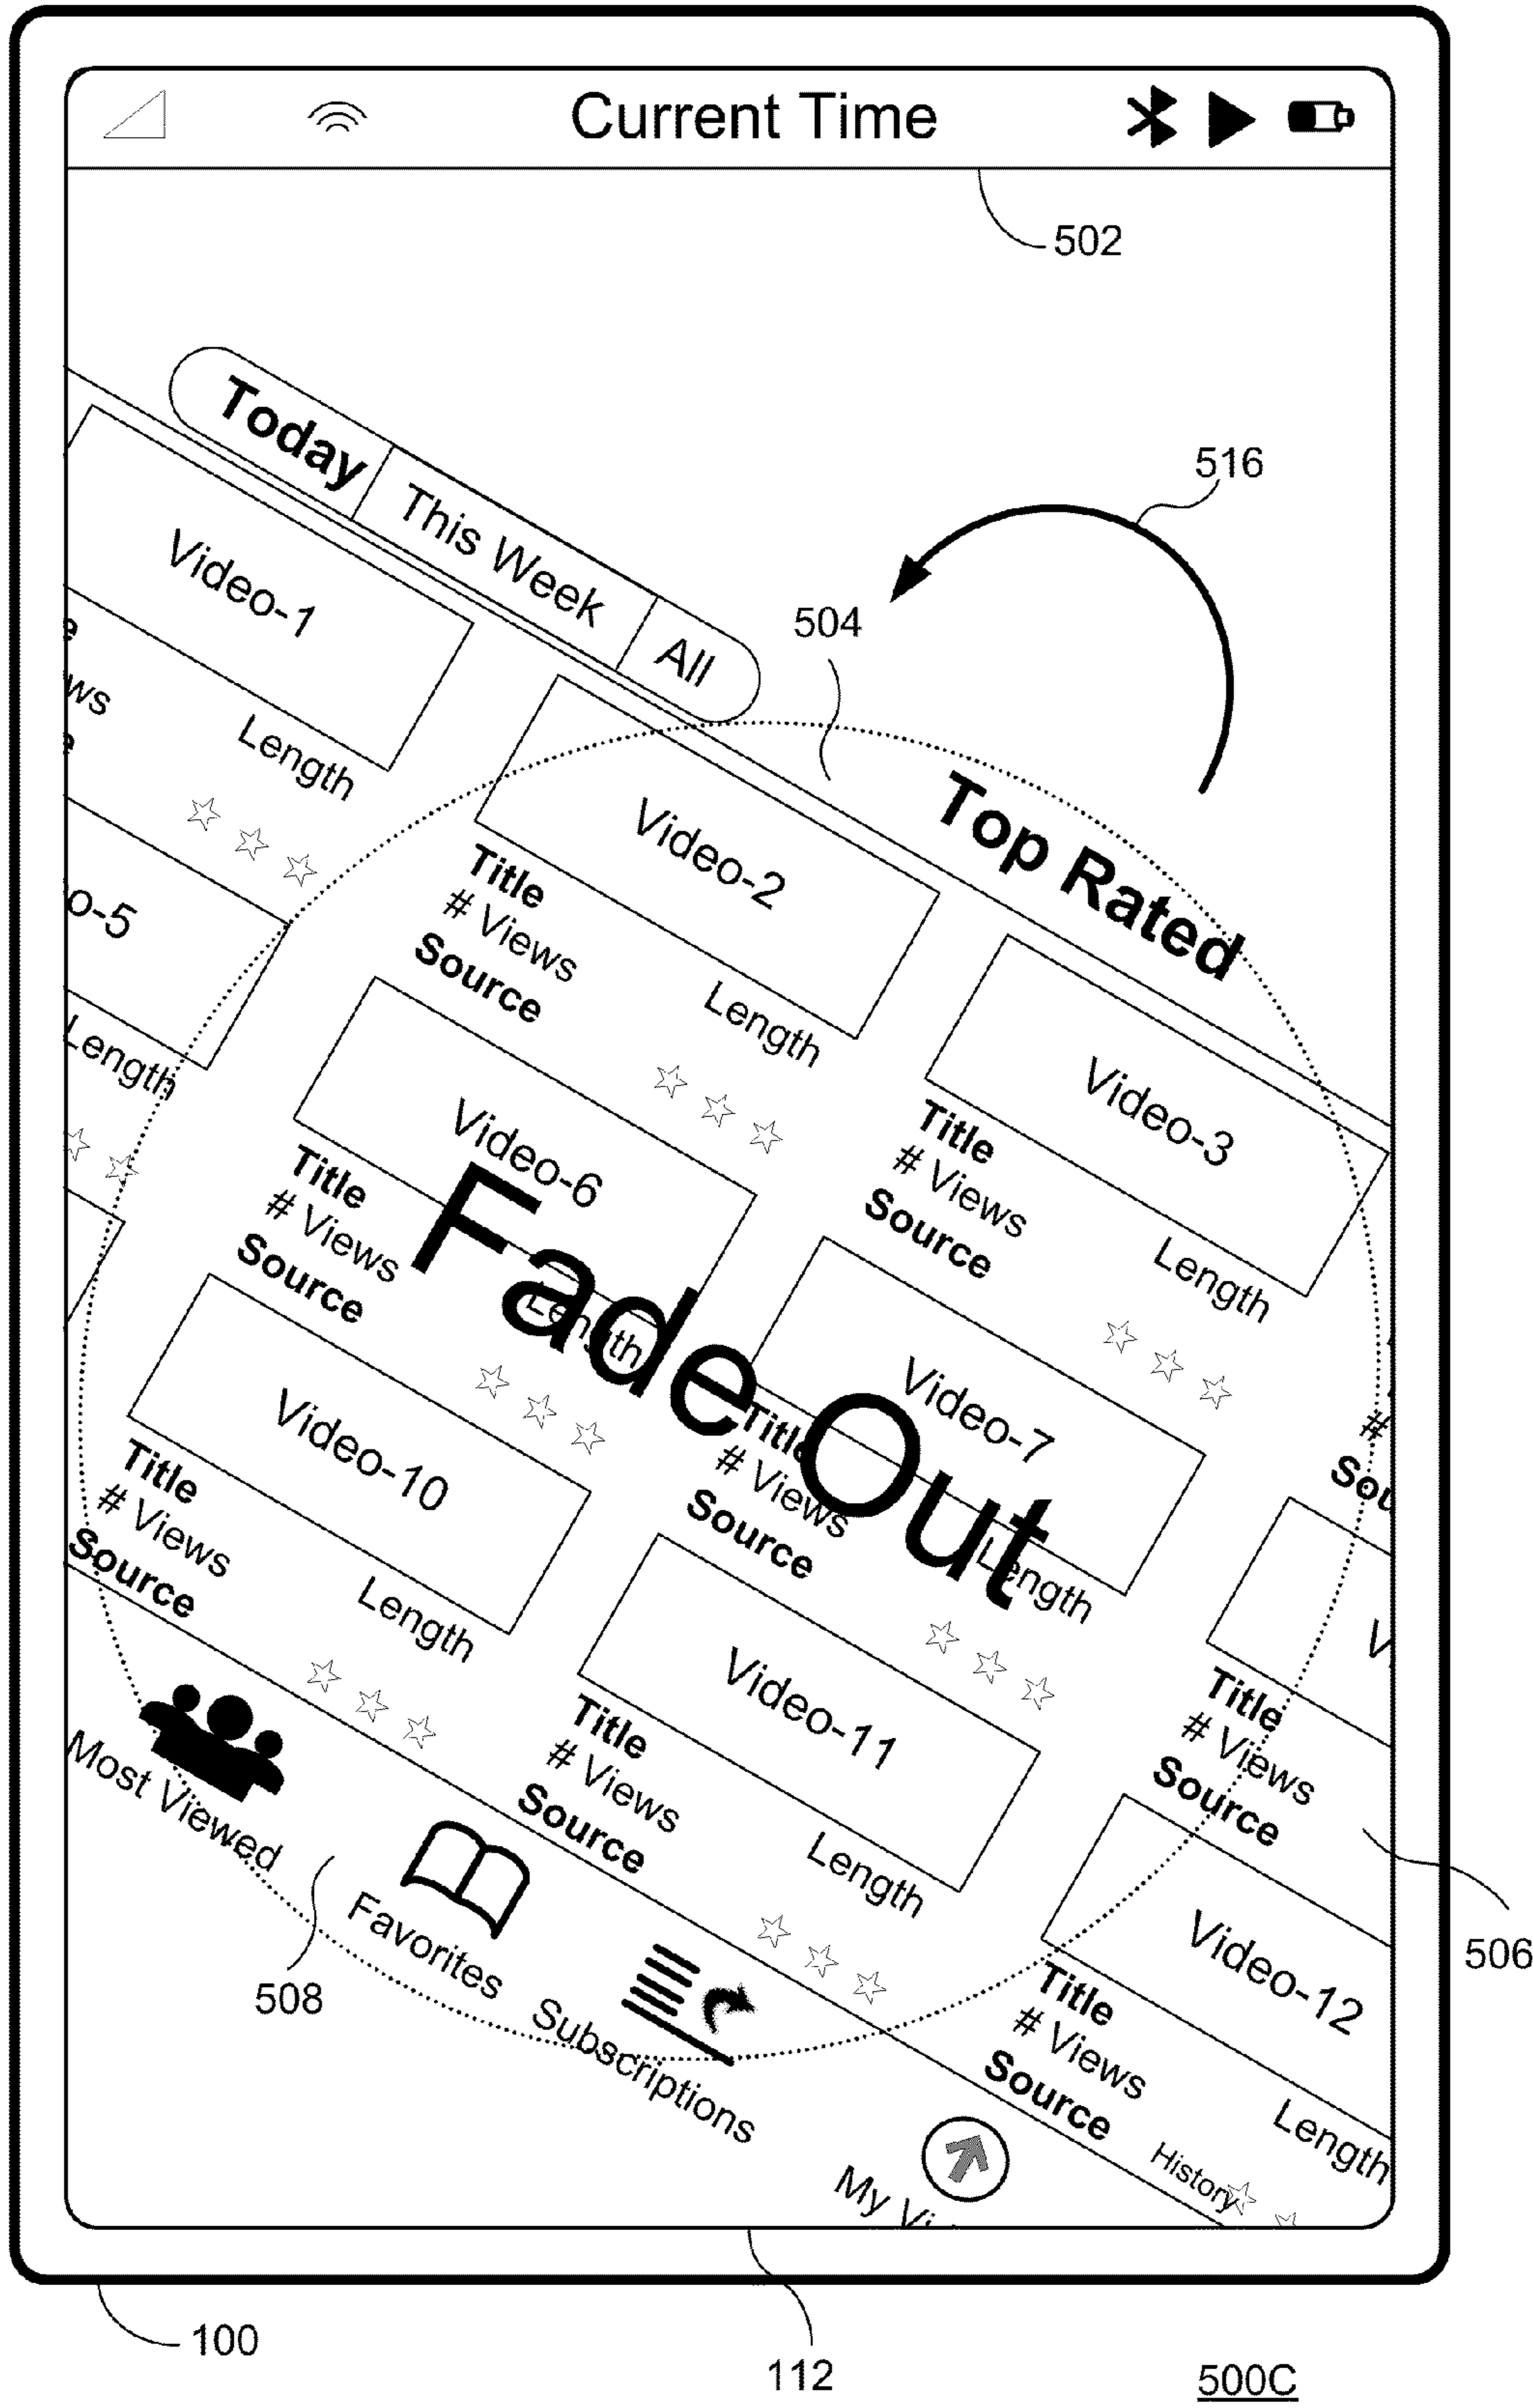 Current Time
502
516
504
Today
This Week
All
Top Rated
Video-1
Length
Video-2
Title
# Views
Source
Length
Video-3
Title
# Views
Source
Length
o-5
Length
Video-6
Title
# Views
Source
Length
Fade Out
Video-7
Title
# Views
Source
Length
Video-10
Title
# Views
Source
Length
Video-11
Title
# Views
Source
Length
Title
# Views
Source
Video-12
Title
# Views
Source
Length
506
508
Most Viewed
Favorites
Subscriptions
My Vi
History
100
112
500C